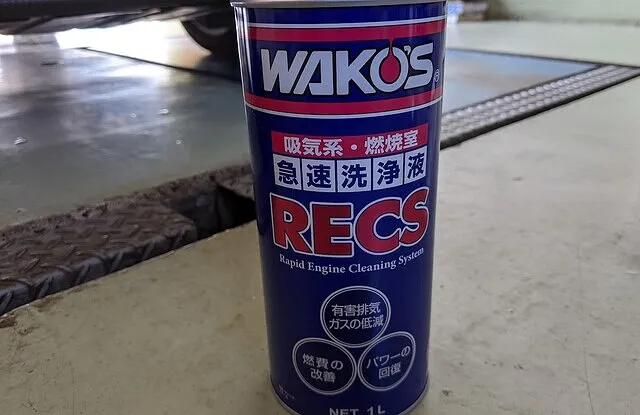 WAKO'S
吸気系・燃焼室
急速洗浄液
RECS
Rapid Engine Cleaning System
有害排気
ガスの低減
燃費の
改善
パワーの
回復
NET 1L